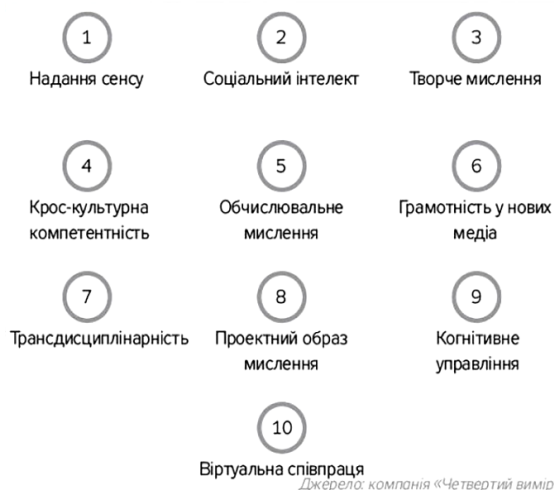 1
Надання сенсу
2
Соціальний інтелект
3
Творче мислення
4
Крос-культурна
компетентність
5
Обчислювальне
мислення
6
Грамотність у нових
медіа
7
Трансдисциплінарність
8
Проектний образ
мислення
9
Когнітивне
управління
10
Віртуальна співпраця
Джерело: компанія «Четвертий вимір